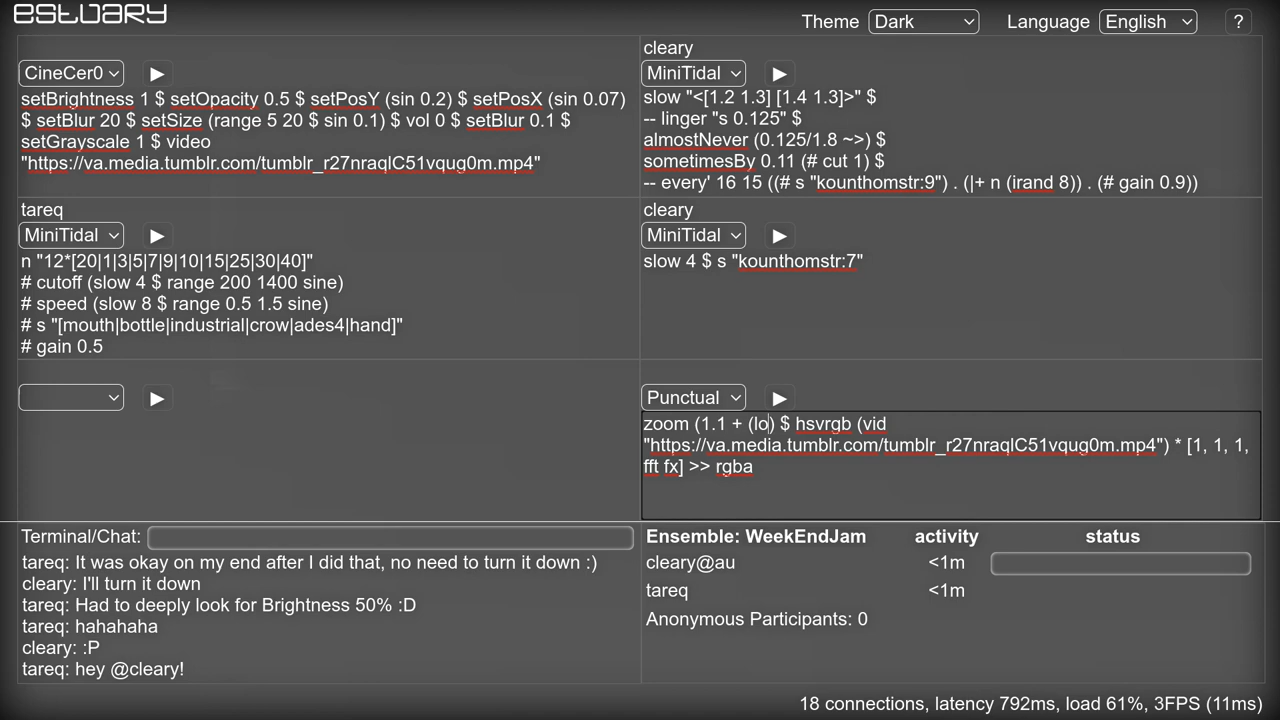 estuary
Theme Dark Language English ?
CineCer0
setBrightness 1 $ setOpacity 0.5 $ setPosY (sin 0.2) $ setPosX (sin 0.07)
$ setBlur 20 $ setSize (range 5 20 $ sin 0.1) $ vol 0 $ setBlur 0.1 $
setGrayscale 1 $ video
"https://va.media.tumblr.com/tumblr_r27nraqlC51vqug0m.mp4"
cleary
MiniTidal
slow "<[1.2 1.3] [1.4 1.3]>" $
-- linger "s 0.125" $
almostNever (0.125/1.8 ~>) $
sometimesBy 0.11 (# cut 1) $
-- every' 16 15 ((# s "kounthomstr:9") . (|+ n (irand 8)) . (# gain 0.9))
tareq
MiniTidal
n "12*[20|1|3|5|7|9|10|15|25|30|40]"
# cutoff (slow 4 $ range 200 1400 sine)
# speed (slow 8 $ range 0.5 1.5 sine)
# s "[mouth|bottle|industrial|crow|ades4|hand]"
# gain 0.5
cleary
MiniTidal
slow 4 $ s "kounthomstr:7"
Punctual
zoom (1.1 + (lo) $ hsvrgb (vid
"https://va.media.tumblr.com/tumblr_r27nraqlC51vqug0m.mp4") * [1, 1, 1,
fft fx] >> rgba
Terminal/Chat:
tareq: It was okay on my end after I did that, no need to turn it down :)
cleary: I'll turn it down
tareq: Had to deeply look for Brightness 50% :D
tareq: hahahaha
cleary: :P
tareq: hey @cleary!
Ensemble: WeekEndJam activity status
cleary@au <1m
tareq <1m
Anonymous Participants: 0
18 connections, latency 792ms, load 61%, 3FPS (11ms)